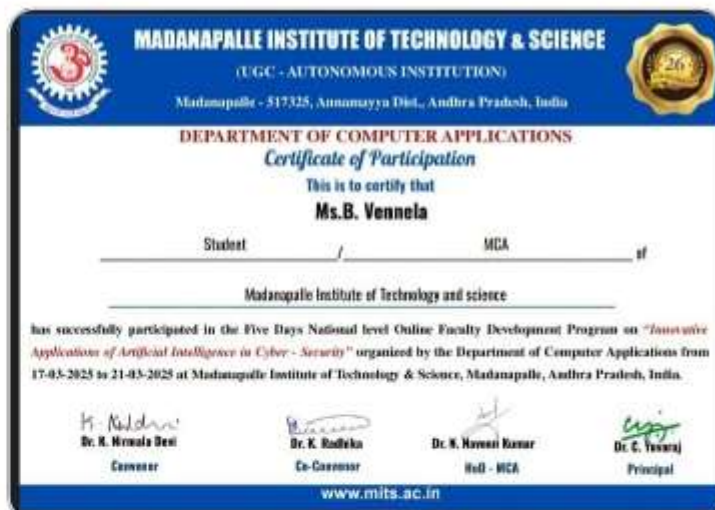 MADANAPALLE INSTITUTE OF TECHNOLOGY & SCIENCE
(UGC - AUTONOMOUS INSTITUTION)
Madanapalle - 517325, Annamayya Dist., Andhra Pradesh, India
26
DEPARTMENT OF COMPUTER APPLICATIONS
Certificate of Participation
This is to certify that
Ms.B. Vennela
Student / MCA of
Madanapalle Institute of Technology and science
has successfully participated in the Five Days National level Online Faculty Development Program on "Innovative
Applications of Artificial Intelligence in Cyber - Security" organized by the Department of Computer Applications from
17-03-2025 to 21-03-2025 at Madanapalle Institute of Technology & Science, Madanapalle, Andhra Pradesh, India.
Dr. R. Nirmala Devi Dr. K. Radhika Dr. N. Naveen Kumar Dr. C. Yuvaraj
Convenor Co-Convenor HoD - MCA Principal
www.mits.ac.in